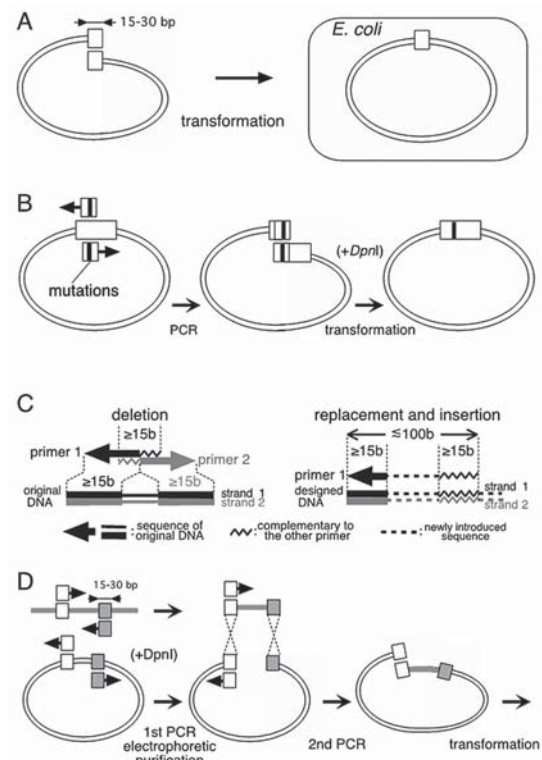 A
15-30 bp
E. coli
transformation
B
mutations
PCR
(+DpnI)
transformation
C
deletion
≥15b
primer 1
primer 2
≥15b
≥15b
original
DNA
strand 1
strand 2
replacement and insertion
≲100b
≥15b
≥15b
primer 1
designed
DNA
strand 1
strand 2
: sequence of
original DNA
: complementary to
the other primer
: newly introduced
sequence
D
15-30 bp
(+DpnI)
1st PCR
electrophoretic
purification
2nd PCR
transformation